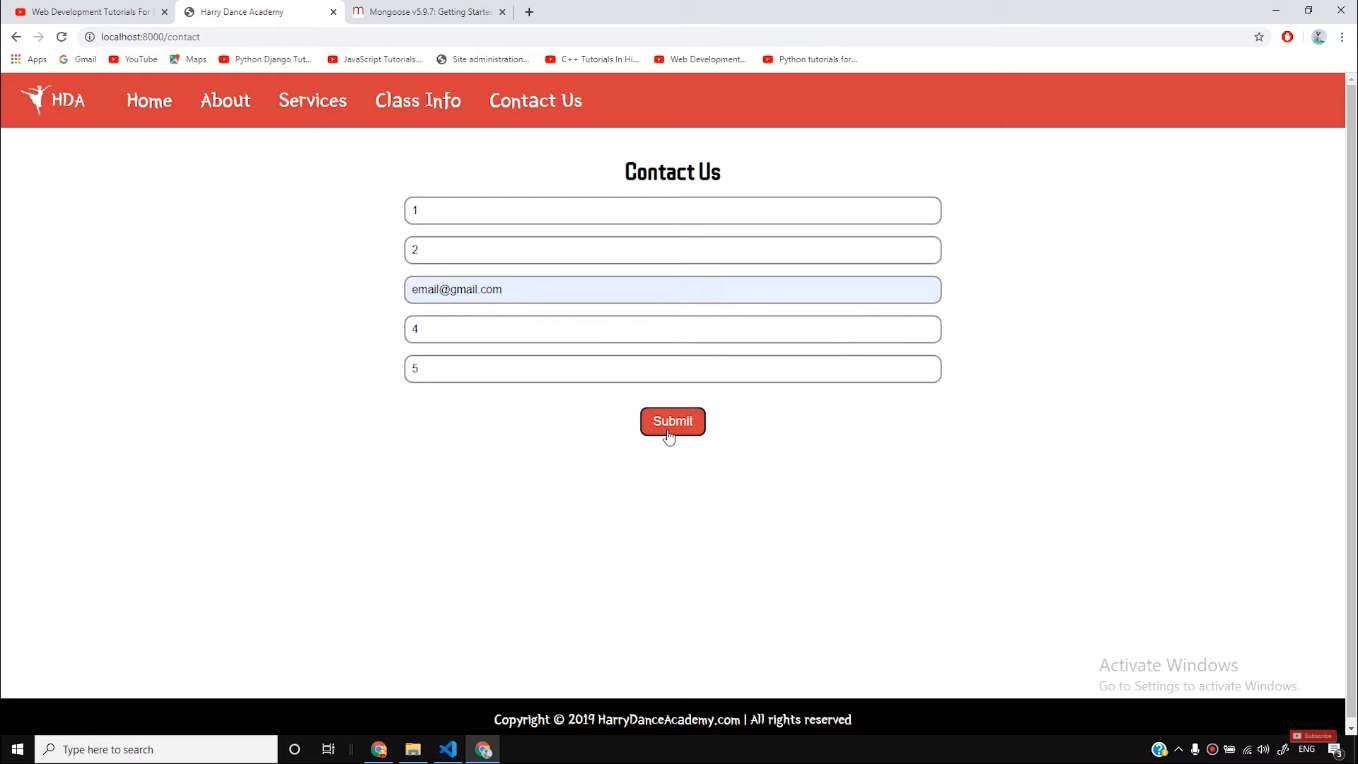 Web Development Tutorials For
Harry Dance Academy
Mongoose v5.9.7: Getting Starte
localhost:8000/contact
Apps
Gmail
YouTube
Maps
Python Django Tut...
JavaScript Tutorials...
Site administration...
C++ Tutorials In Hi...
Web Development...
Python tutorials for...
HDA
Home
About
Services
Class Info
Contact Us
Contact Us
1
2
email@gmail.com
4
5
Submit
Activate Windows
Go to Settings to activate Windows.
Copyright © 2019 HarryDanceAcademy.com | All rights reserved
Subscribe
Type here to search
ENG
3